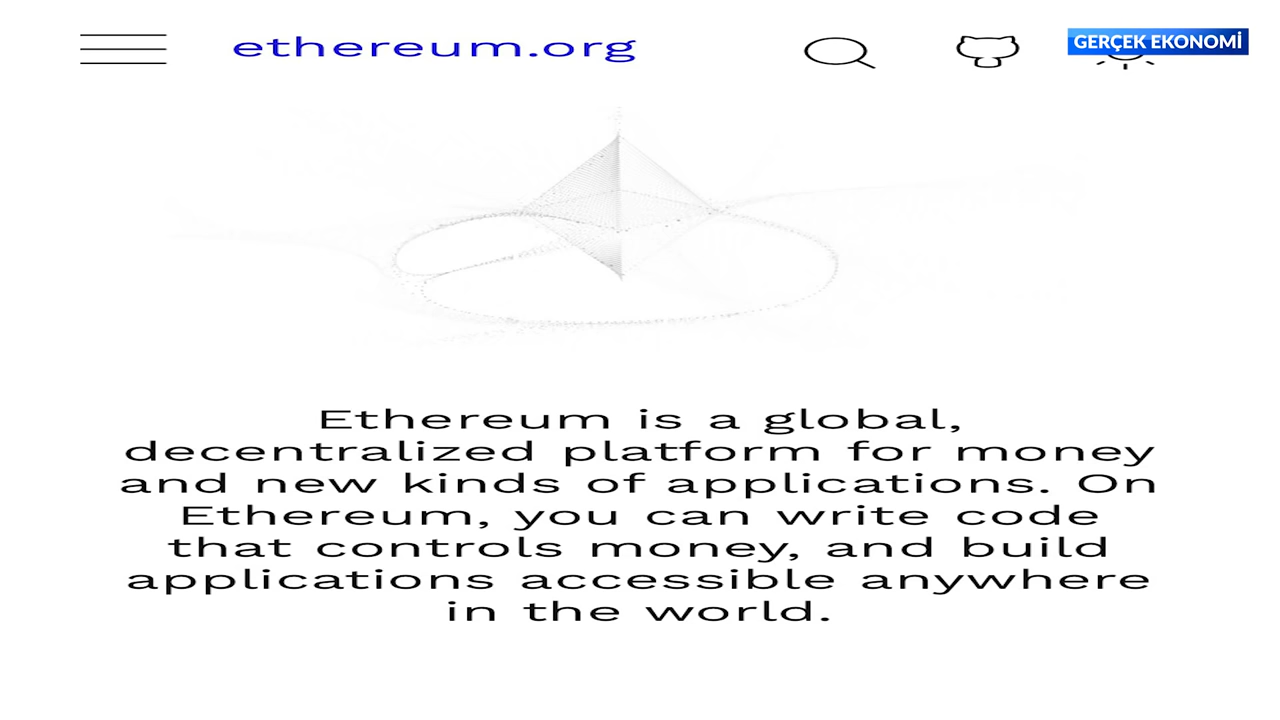 ethereum.org
GERÇEK EKONOMİ
Ethereum is a global,
decentralized platform for money
and new kinds of applications. On
Ethereum, you can write code
that controls money, and build
applications accessible anywhere
in the world.